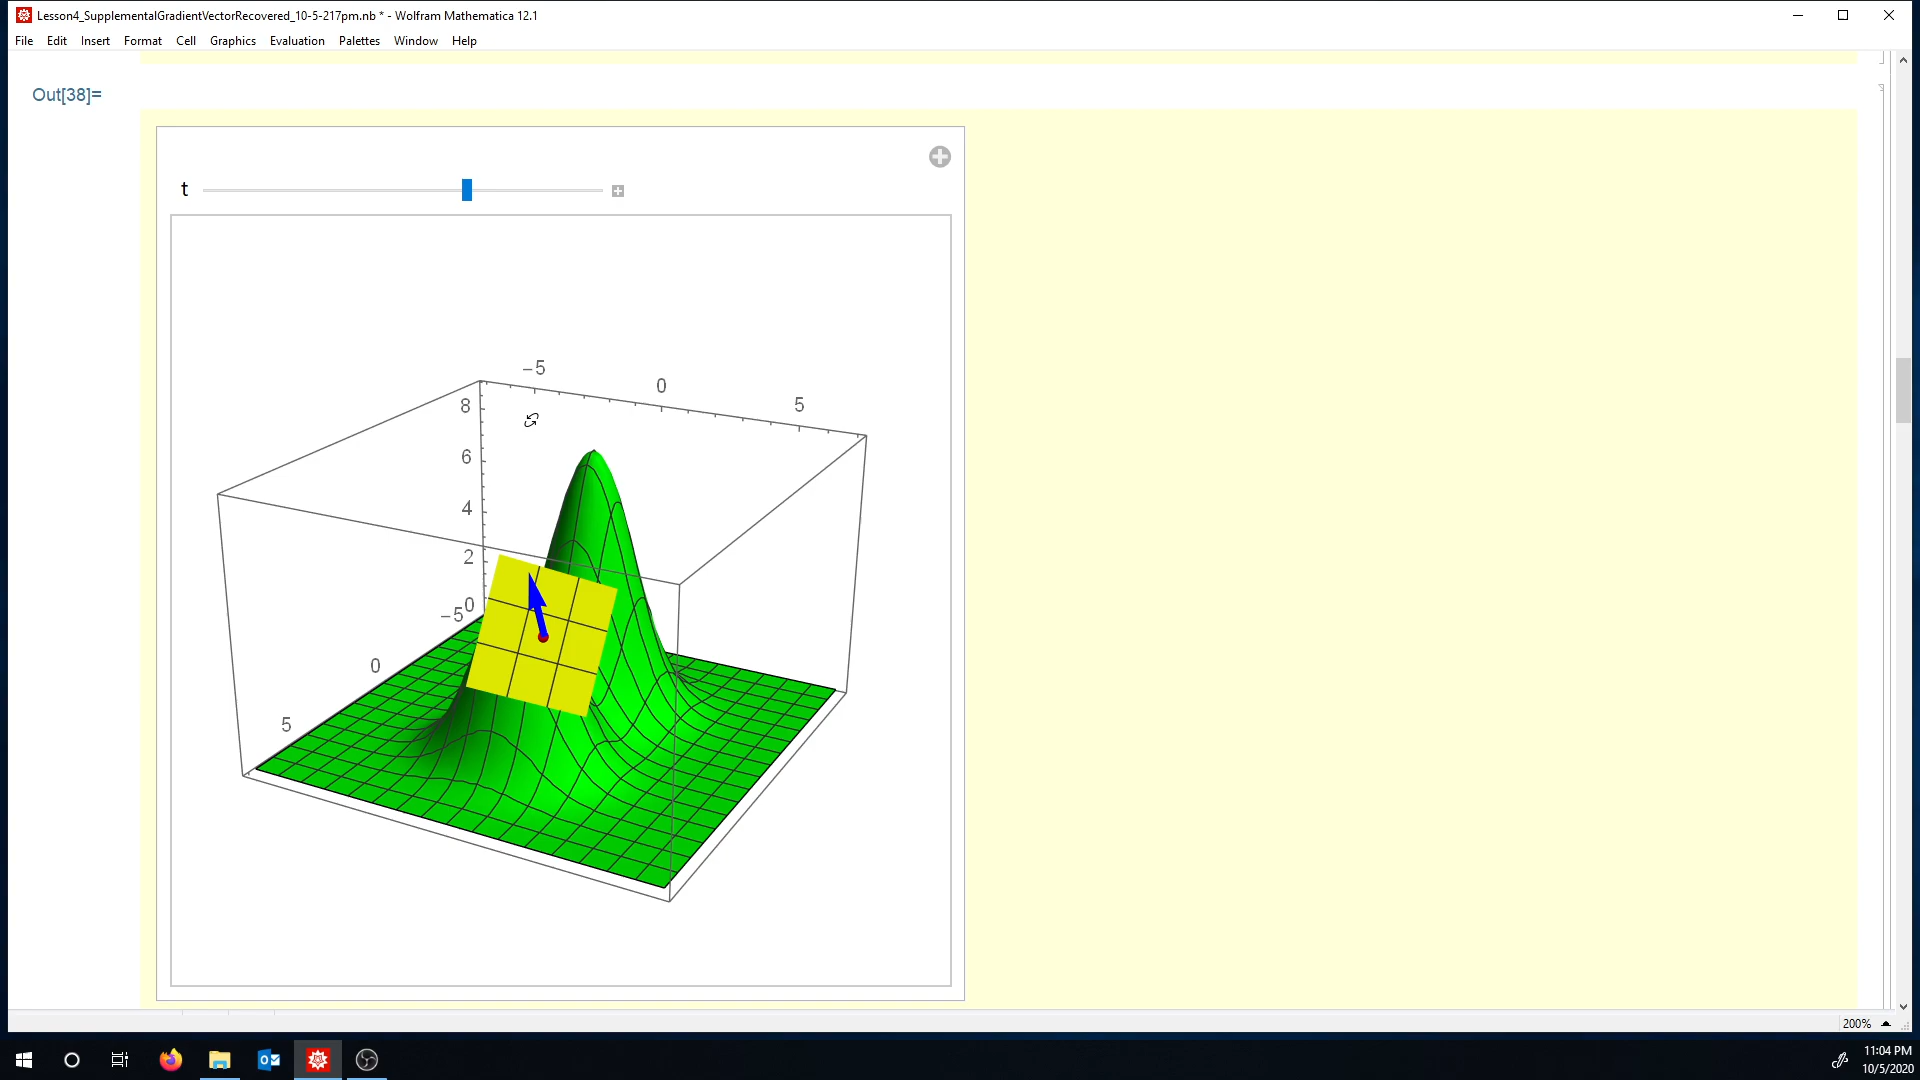 Lesson4_SupplementalGradientVectorRecovered_10-5-217pm.nb * - Wolfram Mathematica 12.1
File Edit Insert Format Cell Graphics Evaluation Palettes Window Help
Out[38]=
t
−5
0
5
8
6
4
2
0
−5
0
5
200%
11:04 PM
10/5/2020